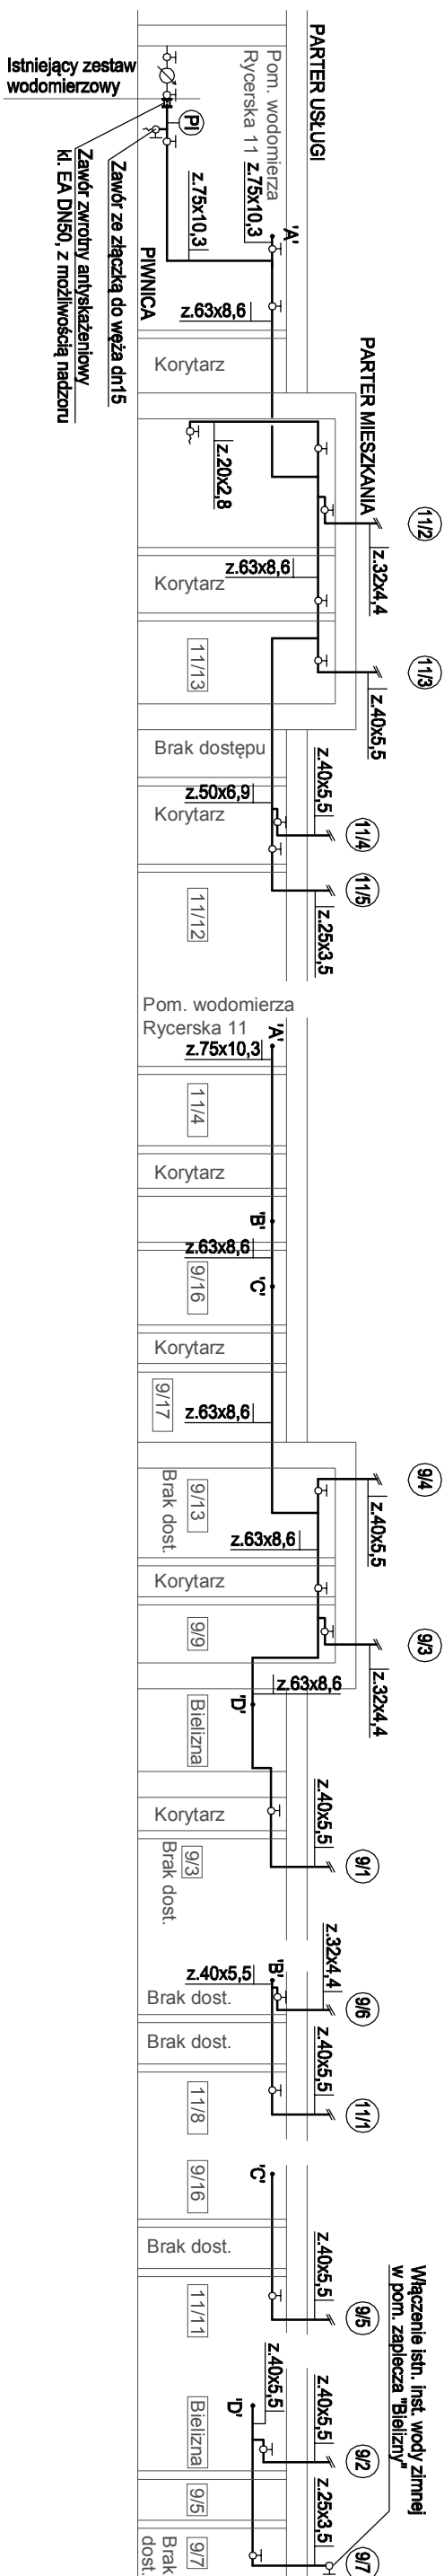 Istniejący zestaw
wodomierzowy
PARTER USŁUGI
Pom. wodomierza
Rycerska 11
z.75x10,3
'A'
PI
z.75x10,3
PIWNICA
Zawór ze złączką do węża dn15
Zawór zwrotny antyskażeniowy
kl. EA DN50, z możliwością nadzoru
z.63x8,6
Korytarz
PARTER MIESZKANIA
11/2
z.32x4,4
z.20x2,8
Korytarz
z.63x8,6
11/3
z.40x5,5
11/13
Brak dostępu
z.50x6,9
Korytarz
z.40x5,5
11/4
11/5
z.25x3,5
11/12
Pom. wodomierza
Rycerska 11
'A'
z.75x10,3
11/4
Korytarz
'B'
z.63x8,6
9/16
'C'
Korytarz
9/17
z.63x8,6
9/4
z.40x5,5
9/13
Brak dost.
z.63x8,6
Korytarz
9/9
9/3
z.32x4,4
z.63x8,6
'D'
Bielizna
Korytarz
z.40x5,5
9/1
9/3
Brak dost.
z.32x4,4
'B'
z.40x5,5
9/6
Brak dost.
Brak dost.
z.40x5,5
11/1
11/8
9/16
'C'
Brak dost.
z.40x5,5
9/5
11/11
Włączenie istn. inst. wody zimnej
w pom. zaplecza "Bielizny"
z.40x5,5
'D'
z.40x5,5
9/2
Bielizna
z.25x3,5
9/5
9/7
9/7
Brak
dost.